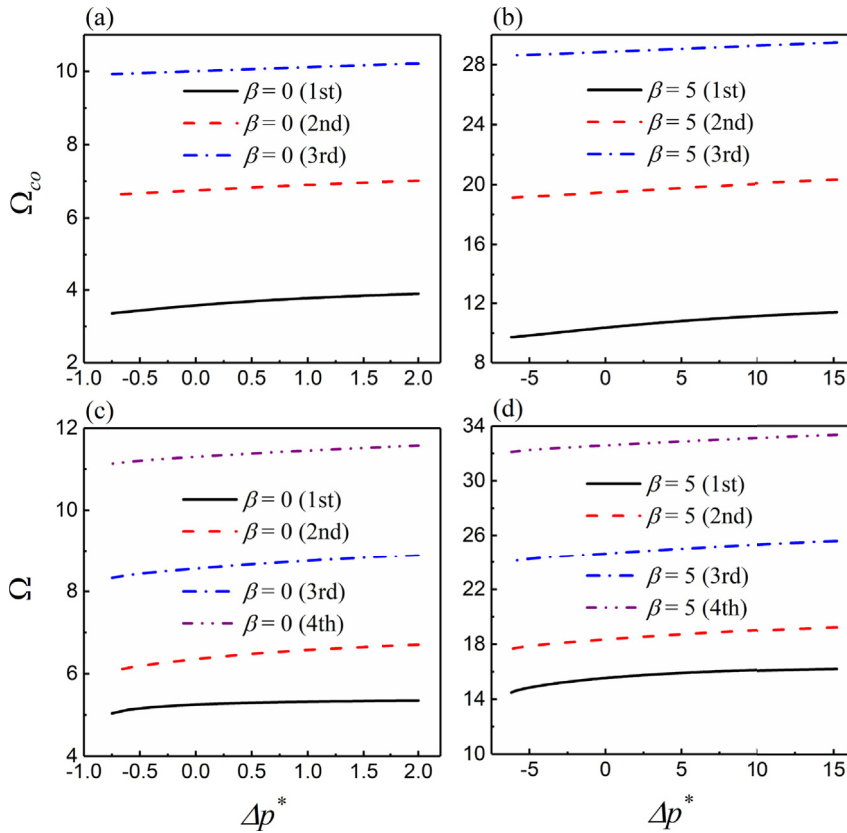 (a)
10
8
6
4
2
-1.0 -0.5 0.0 0.5 1.0 1.5 2.0
Ω_co
β = 0 (1st)
β = 0 (2nd)
β = 0 (3rd)
(b)
28
24
20
16
12
8
-5 0 5 10 15
β = 5 (1st)
β = 5 (2nd)
β = 5 (3rd)
(c)
12
10
8
6
4
-1.0 -0.5 0.0 0.5 1.0 1.5 2.0
Ω
Δp*
β = 0 (1st)
β = 0 (2nd)
β = 0 (3rd)
β = 0 (4th)
(d)
34
30
26
22
18
14
10
-5 0 5 10 15
Δp*
β = 5 (1st)
β = 5 (2nd)
β = 5 (3rd)
β = 5 (4th)